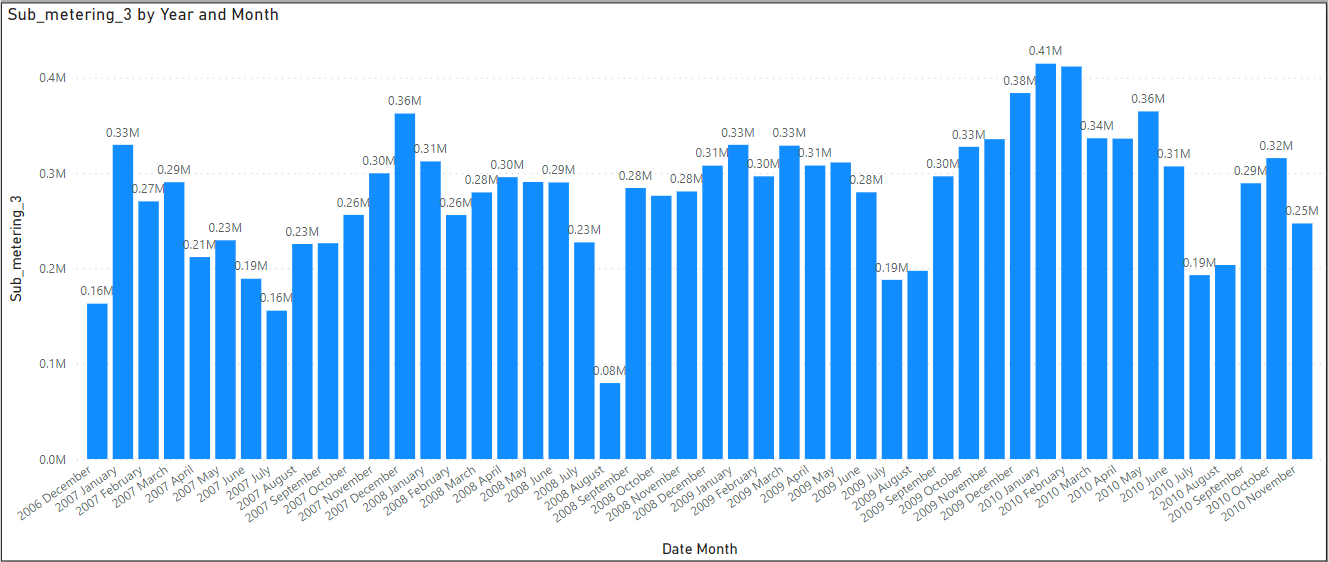 Sub_metering_3 by Year and Month
Sub_metering_3
0.4M
0.3M
0.2M
0.1M
0.0M
0.16M
0.33M
0.27M
0.29M
0.21M
0.23M
0.19M
0.16M
0.23M
0.26M
0.30M
0.36M
0.31M
0.26M
0.28M
0.30M
0.29M
0.23M
0.08M
0.28M
0.28M
0.31M
0.33M
0.30M
0.33M
0.31M
0.28M
0.19M
0.30M
0.33M
0.38M
0.41M
0.34M
0.36M
0.31M
0.19M
0.29M
0.32M
0.25M
2006 December
2007 January
2007 February
2007 March
2007 April
2007 May
2007 June
2007 July
2007 August
2007 September
2007 October
2007 November
2007 December
2008 January
2008 February
2008 March
2008 April
2008 May
2008 June
2008 July
2008 August
2008 September
2008 October
2008 November
2008 December
2009 January
2009 February
2009 March
2009 April
2009 May
2009 June
2009 July
2009 August
2009 September
2009 October
2009 November
2009 December
2010 January
2010 February
2010 March
2010 April
2010 May
2010 June
2010 July
2010 August
2010 September
2010 October
2010 November
Date Month